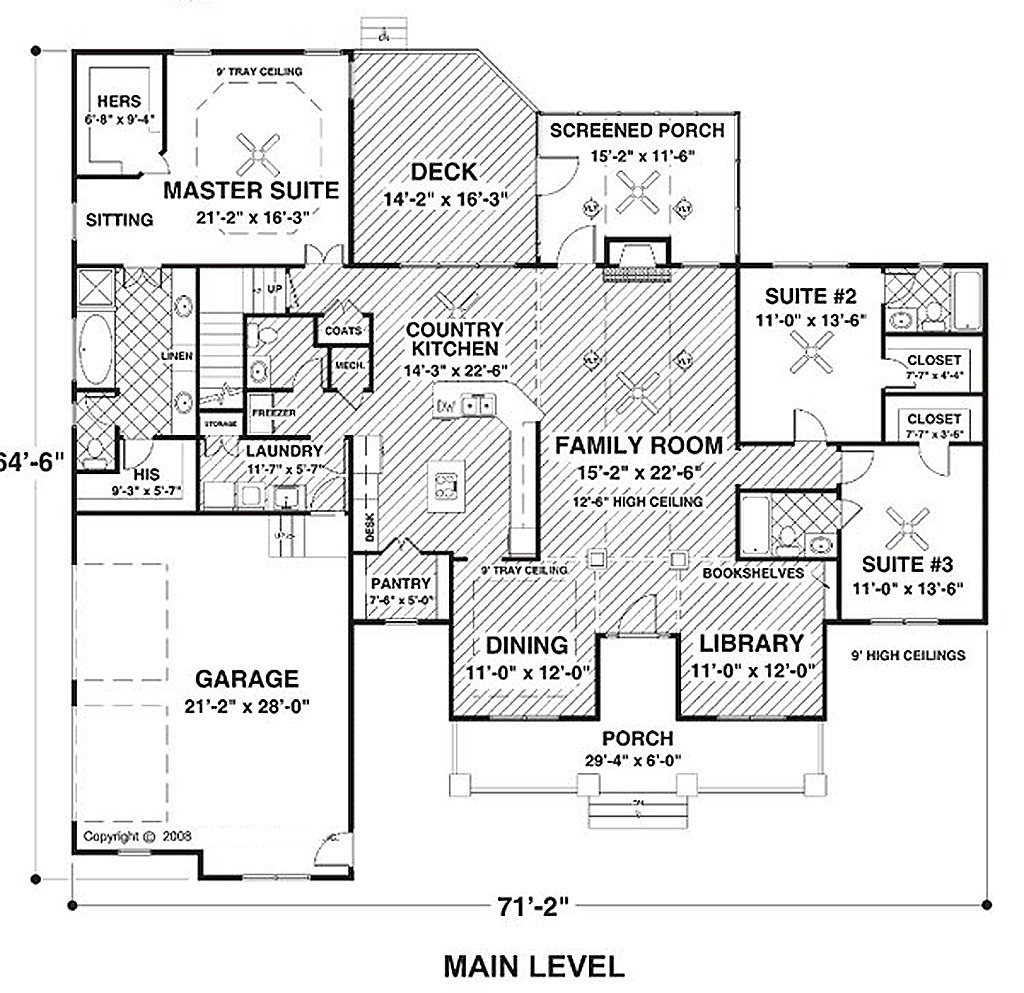 9' TRAY CEILING
HERS
6'-8" x 9'-4"
MASTER SUITE
21'-2" x 16'-3"
SITTING
DECK
14'-2" x 16'-3"
SCREENED PORCH
15'-2" x 11'-6"
UP
COATS
COUNTRY
KITCHEN
14'-3" x 22'-6"
MECH.
LINEN
FREEZER
STORAGE
DW
SUITE #2
11'-0" x 13'-6"
CLOSET
7'-7" x 4'-4"
CLOSET
7'-7" x 3'-6"
FAMILY ROOM
15'-2" x 22'-6"
12'-6" HIGH CEILING
LAUNDRY
11'-7" x 5'-7"
64'-6"
HIS
9'-3" x 5'-7"
DESK
UP
SUITE #3
11'-0" x 13'-6"
9' TRAY CEILING
BOOKSHELVES
PANTRY
7'-6" x 5'-0"
DINING
11'-0" x 12'-0"
LIBRARY
11'-0" x 12'-0"
9' HIGH CEILINGS
GARAGE
21'-2" x 28'-0"
PORCH
29'-4" x 6'-0"
Copyright © 2008
71'-2"
MAIN LEVEL